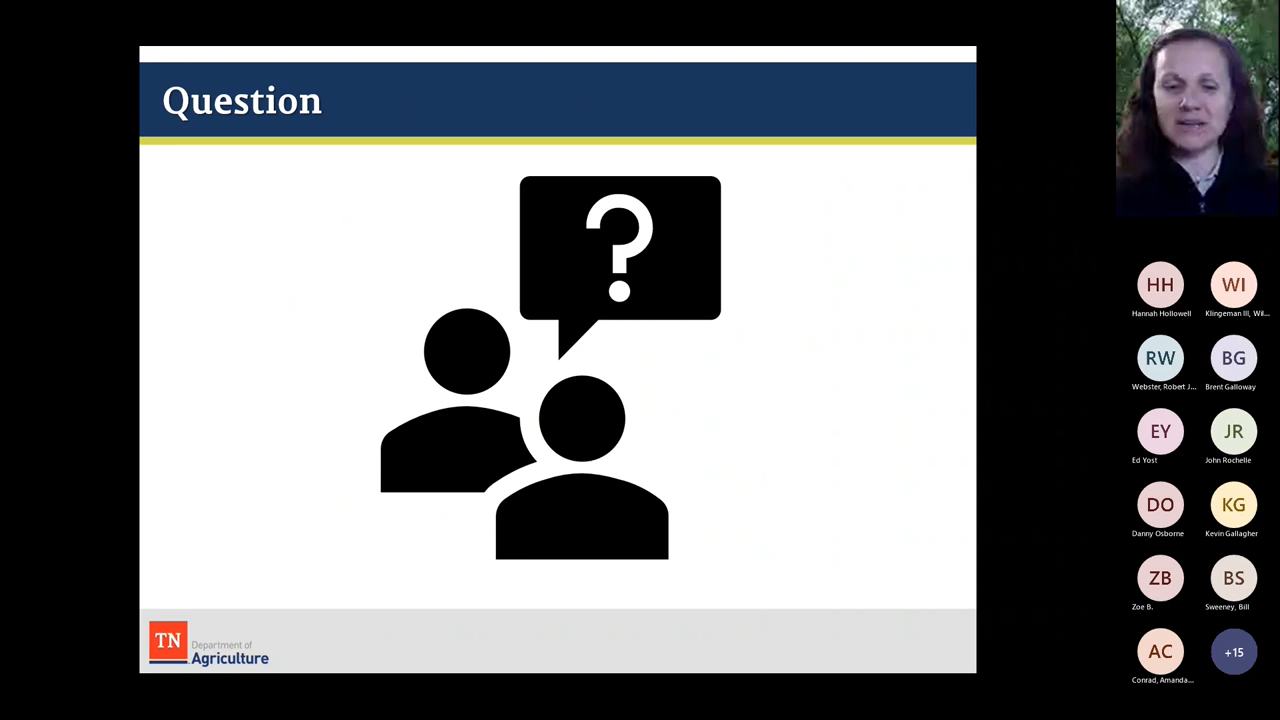 Question
?
TN
Department of
Agriculture
HH
WI
Hannah Hollowell
Klingeman III, Wil...
RW
BG
Webster, Robert J...
Brent Galloway
EY
JR
Ed Yost
John Rochelle
DO
KG
Danny Osborne
Kevin Gallagher
ZB
BS
Zoe B.
Sweeney, Bill
AC
+15
Conrad, Amanda...